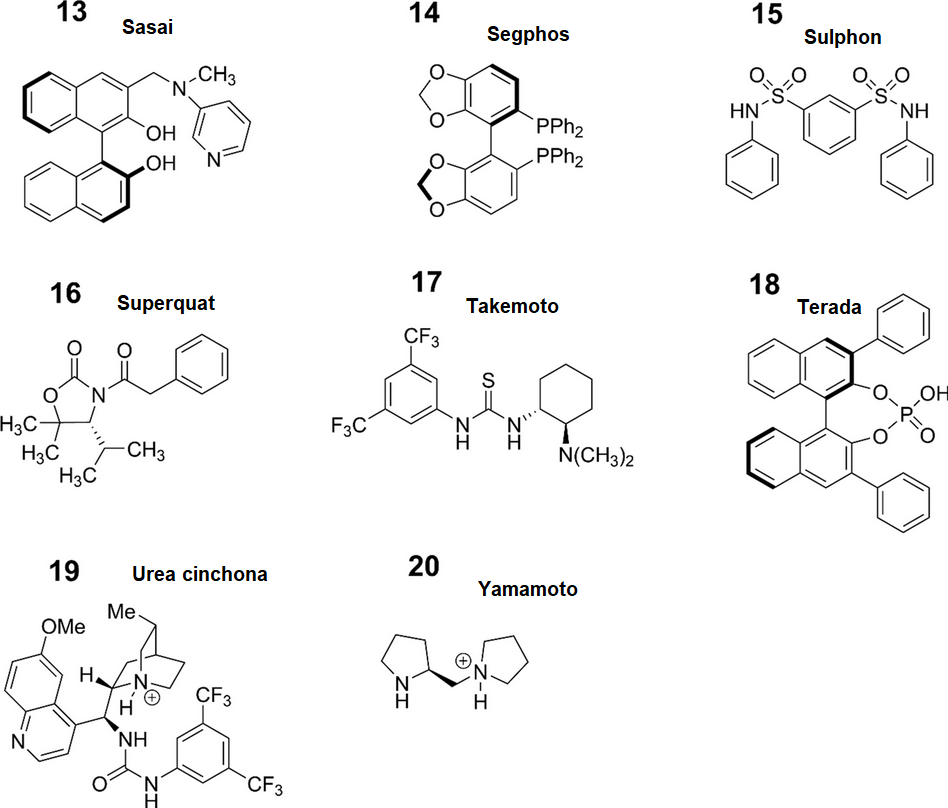 13
Sasai
N
CH3
OH
OH
N
14
Segphos
O
O
PPh2
O
PPh2
O
15
Sulphon
O O
O O
S
S
HN
NH
16
Superquat
O
O
O
N
H3C
H3C
CH3
H3C
17
Takemoto
CF3
S
F3C
N
H
N
H
N(CH3)2
18
Terada
O
OH
P
O
O
19
Urea cinchona
Me
OMe
H
N
H
⊕
CF3
N
NH
O
N
H
CF3
20
Yamamoto
⊕
N
H
N
H